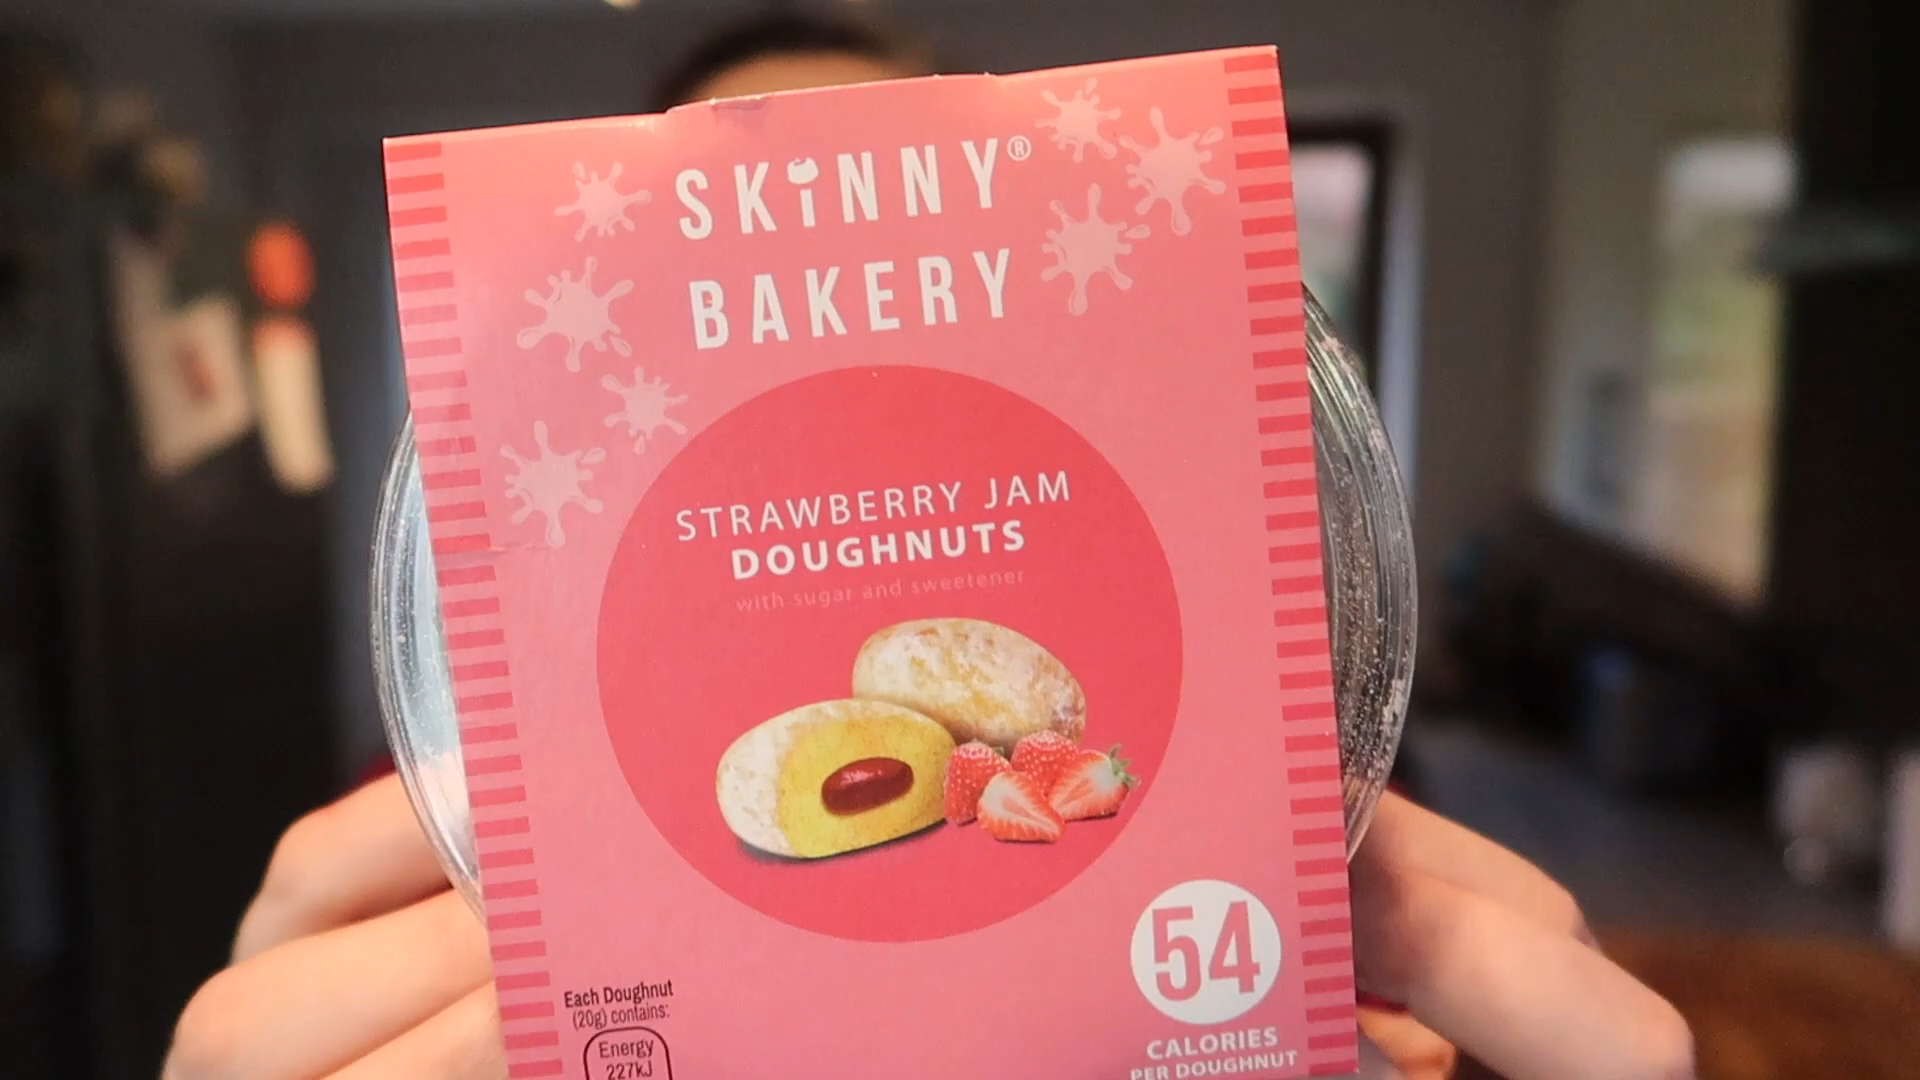 SKiNNY®
BAKERY
STRAWBERRY JAM
DOUGHNUTS
with sugar and sweetener
54
CALORIES
PER DOUGHNUT
Each Doughnut
(20g) contains:
Energy
227kJ